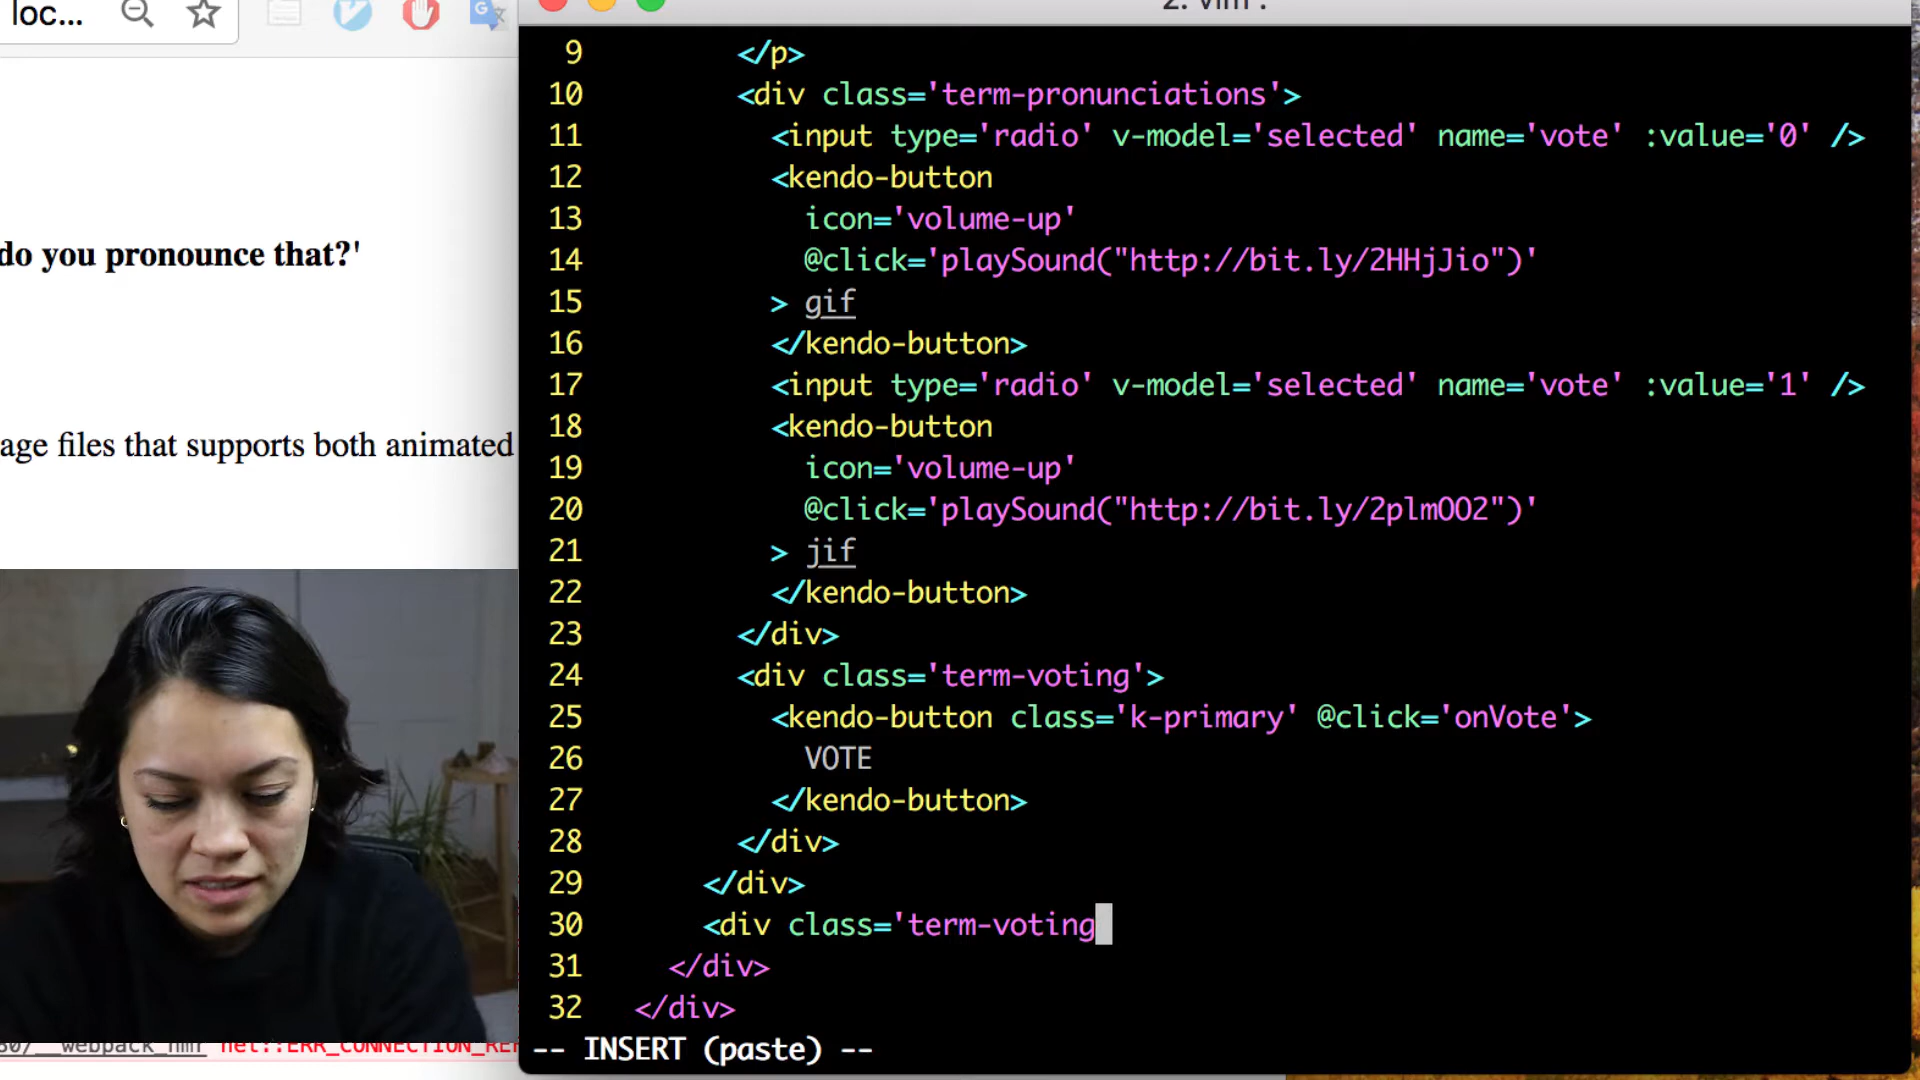 loc...
do you pronounce that?'
age files that supports both animated
9 </p>
10 <div class='term-pronunciations'>
11 <input type='radio' v-model='selected' name='vote' :value='0' />
12 <kendo-button
13 icon='volume-up'
14 @click='playSound("http://bit.ly/2HHjJio")'
15 > gif
16 </kendo-button>
17 <input type='radio' v-model='selected' name='vote' :value='1' />
18 <kendo-button
19 icon='volume-up'
20 @click='playSound("http://bit.ly/2plmOO2")'
21 > jif
22 </kendo-button>
23 </div>
24 <div class='term-voting'>
25 <kendo-button class='k-primary' @click='onVote'>
26 VOTE
27 </kendo-button>
28 </div>
29 </div>
30 <div class='term-voting
31 </div>
32 </div>
-- INSERT (paste) --